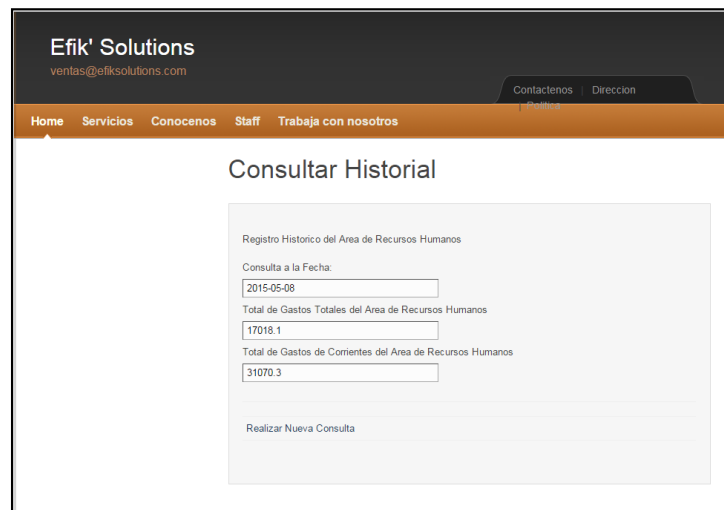 Efik' Solutions
ventas@efiksolutions.com
Contactenos | Direccion
| Politica
Home Servicios Conocenos Staff Trabaja con nosotros
Consultar Historial
Registro Historico del Area de Recursos Humanos
Consulta a la Fecha:
2015-05-08
Total de Gastos Totales del Area de Recursos Humanos
17018.1
Total de Gastos de Corrientes del Area de Recursos Humanos
31070.3
Realizar Nueva Consulta